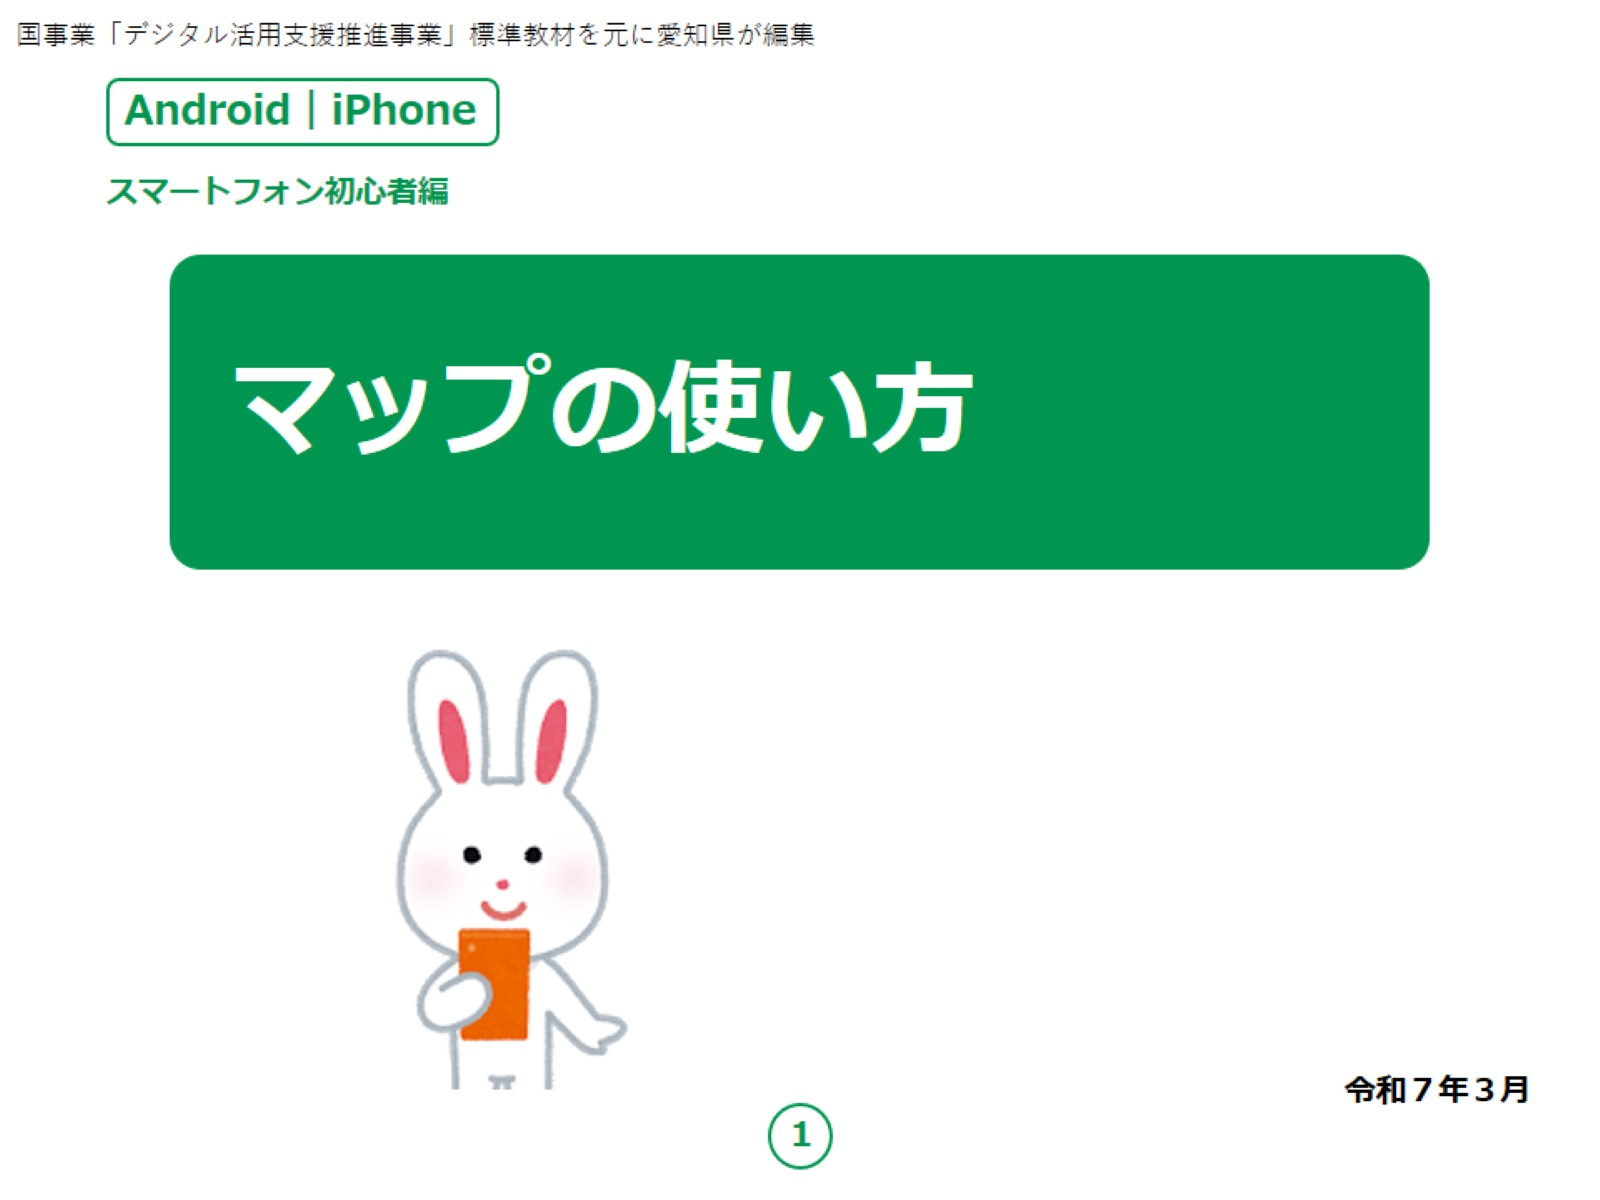 国事業「デジタル活用支援推進事業」標準教材を元に愛知県が編集
Android｜iPhone
スマートフォン初心者編
マップの使い方
令和７年３月
1